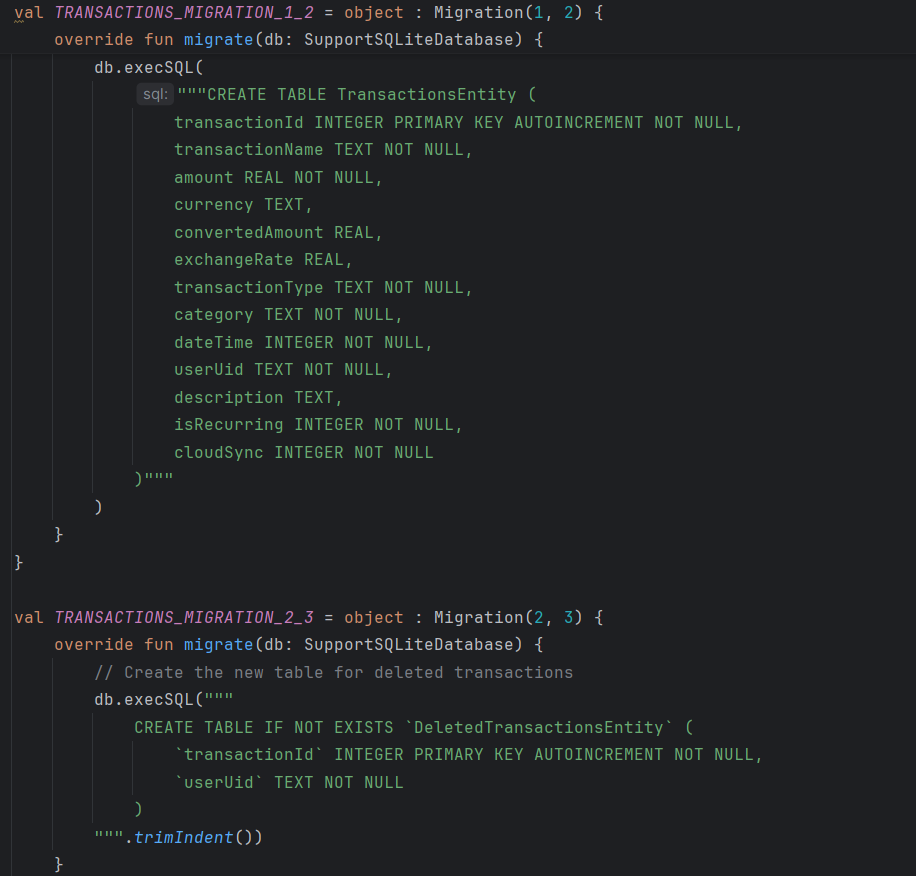 val TRANSACTIONS_MIGRATION_1_2 = object : Migration(1, 2) {
    override fun migrate(db: SupportSQLiteDatabase) {
        db.execSQL(
            sql: """CREATE TABLE TransactionsEntity (
                transactionId INTEGER PRIMARY KEY AUTOINCREMENT NOT NULL,
                transactionName TEXT NOT NULL,
                amount REAL NOT NULL,
                currency TEXT,
                convertedAmount REAL,
                exchangeRate REAL,
                transactionType TEXT NOT NULL,
                category TEXT NOT NULL,
                dateTime INTEGER NOT NULL,
                userUid TEXT NOT NULL,
                description TEXT,
                isRecurring INTEGER NOT NULL,
                cloudSync INTEGER NOT NULL
            )"""
        )
    }
}

val TRANSACTIONS_MIGRATION_2_3 = object : Migration(2, 3) {
    override fun migrate(db: SupportSQLiteDatabase) {
        // Create the new table for deleted transactions
        db.execSQL("""
            CREATE TABLE IF NOT EXISTS `DeletedTransactionsEntity` (
                `transactionId` INTEGER PRIMARY KEY AUTOINCREMENT NOT NULL,
                `userUid` TEXT NOT NULL
            )
        """.trimIndent())
    }